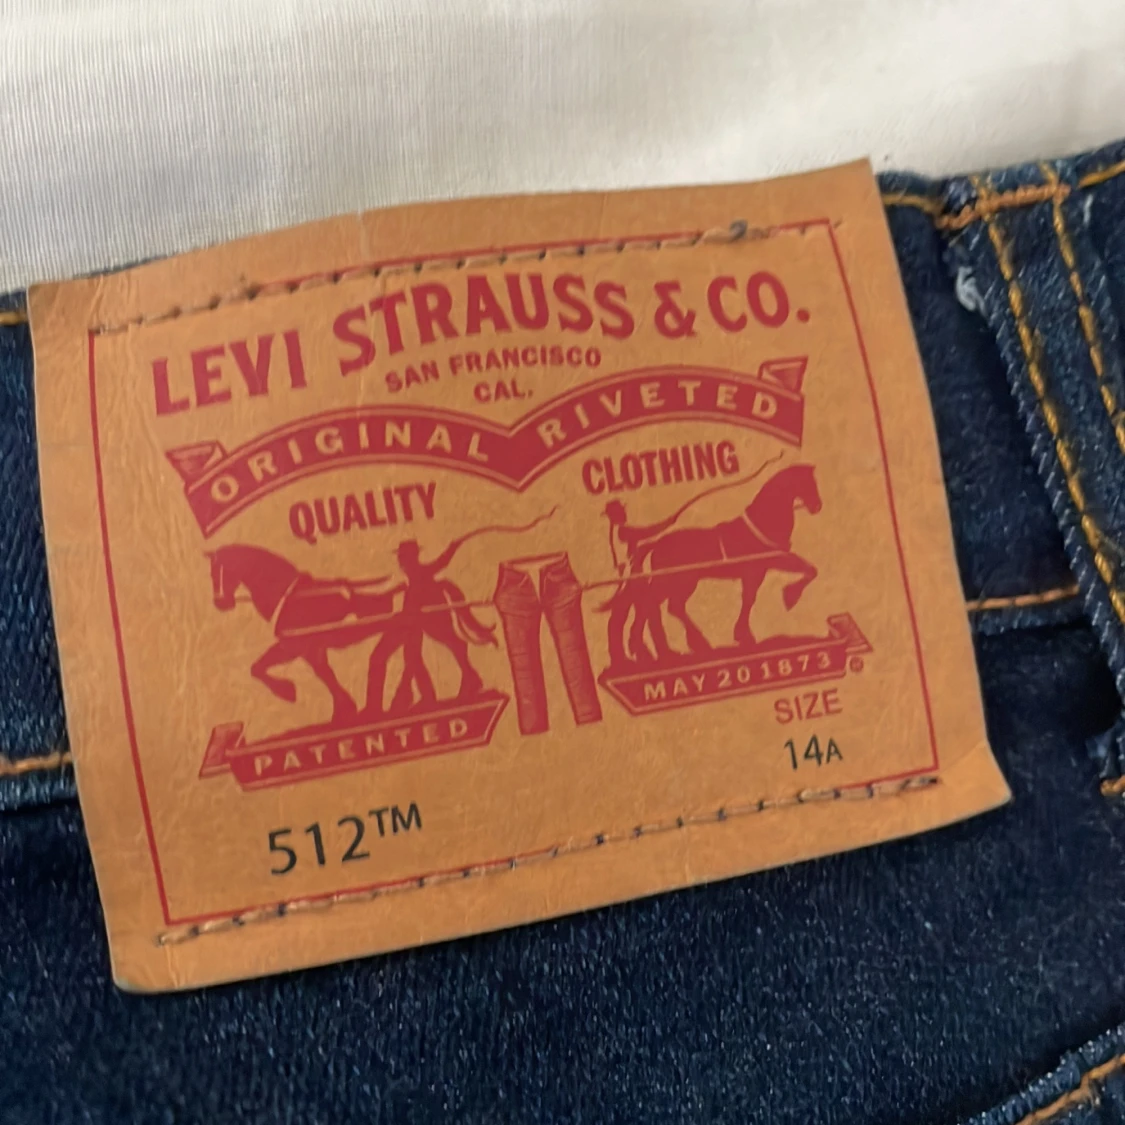 LEVI STRAUSS & CO.
SAN FRANCISCO
CAL.
ORIGINAL RIVETED
QUALITY CLOTHING
PATENTED MAY 20 1873 ®
SIZE
14A
512™